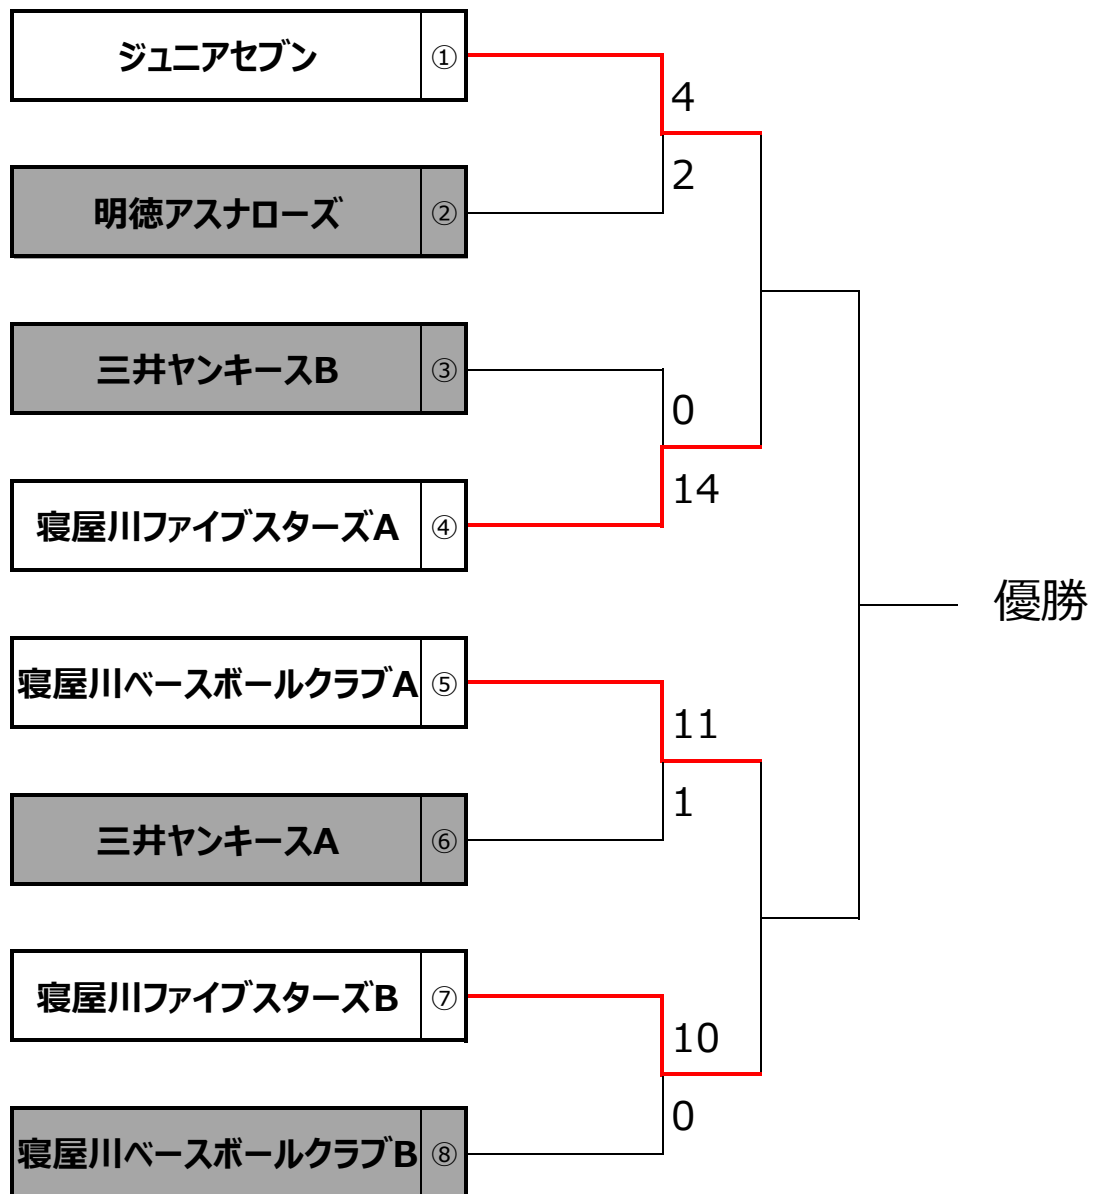 ジュニアセブン ①
4
2
明徳アスナローズ ②
三井ヤンキースB ③
0
14
寝屋川ファイブスターズA ④
優勝
寝屋川ベースボールクラブA ⑤
11
1
三井ヤンキースA ⑥
寝屋川ファイブスターズB ⑦
10
0
寝屋川ベースボールクラブB ⑧